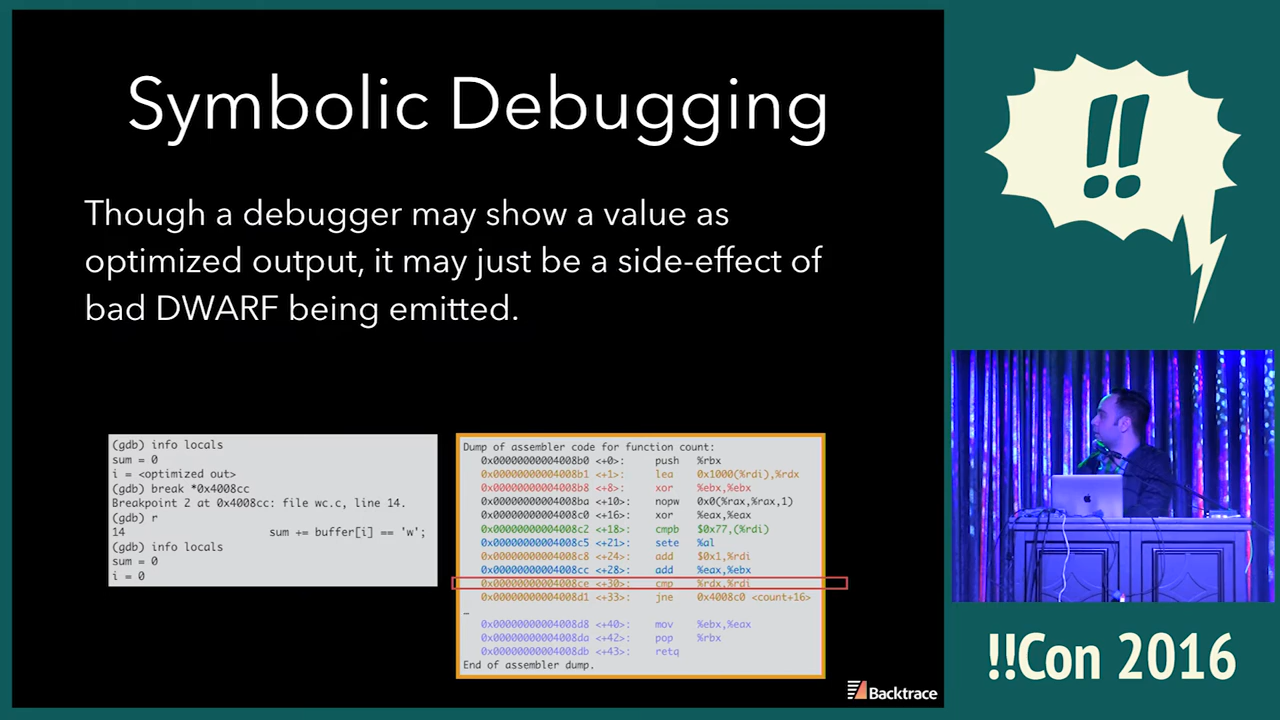 Symbolic Debugging
Though a debugger may show a value as
optimized output, it may just be a side-effect of
bad DWARF being emitted.
(gdb) info locals
sum = 0
i = <optimized out>
(gdb) break *0x4008cc
Breakpoint 2 at 0x4008cc: file wc.c, line 14.
(gdb) r
14 sum += buffer[i] == 'w';
(gdb) info locals
sum = 0
i = 0
Dump of assembler code for function count:
0x00000000004008b0 <+0>: push %rbx
0x00000000004008b1 <+1>: lea 0x1000(%rdi),%rdx
0x00000000004008b8 <+8>: xor %ebx,%ebx
0x00000000004008ba <+10>: nopw 0x0(%rax,%rax,1)
0x00000000004008c0 <+16>: xor %eax,%eax
0x00000000004008c2 <+18>: cmpb $0x77,(%rdi)
0x00000000004008c5 <+21>: sete %al
0x00000000004008c8 <+24>: add $0x1,%rdi
0x00000000004008cc <+28>: add %eax,%ebx
0x00000000004008ce <+30>: cmp %rdx,%rdi
0x00000000004008d1 <+33>: jne 0x4008c0 <count+16>
…
0x00000000004008d8 <+40>: mov %ebx,%eax
0x00000000004008da <+42>: pop %rbx
0x00000000004008db <+43>: retq
End of assembler dump.
Backtrace
!!
!!Con 2016